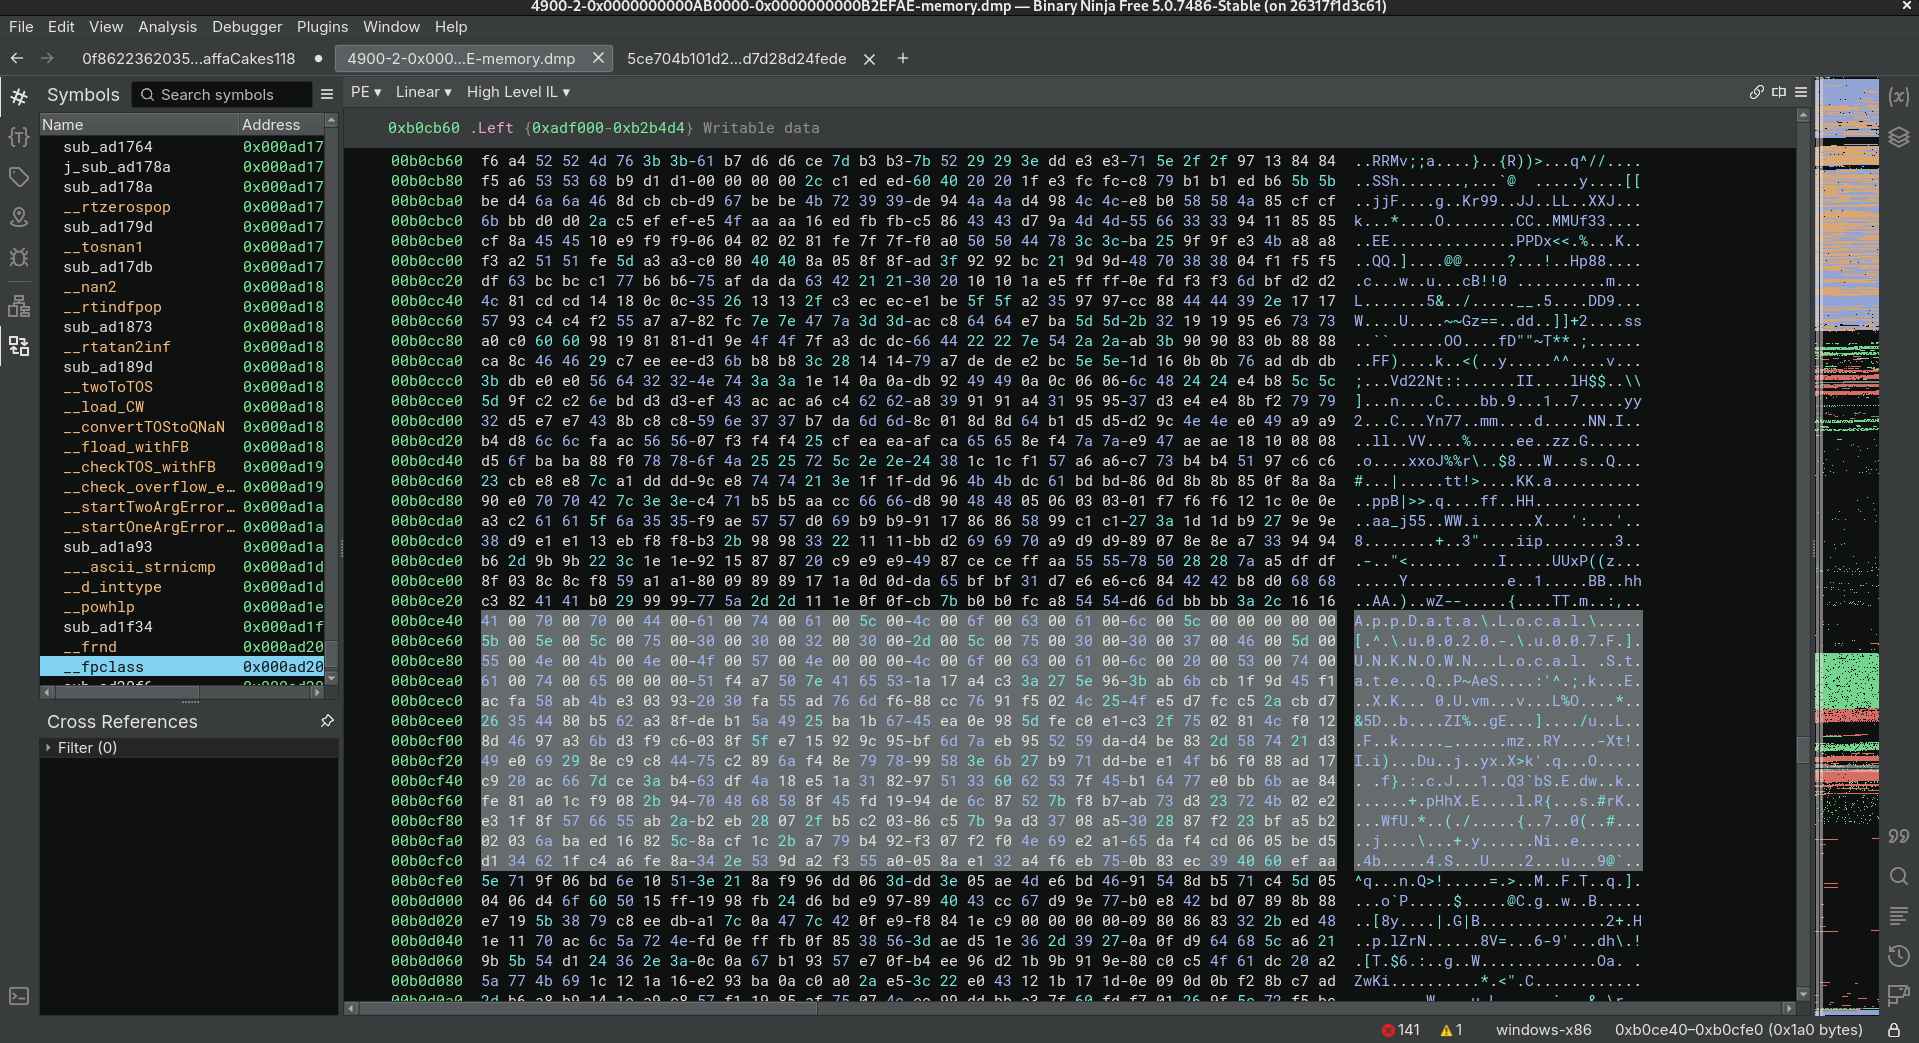 4900-2-0x0000000000AB0000-0x0000000000B2EFAE-memory.dmp — Binary Ninja Free 5.0.7486-Stable (on 26317f1d3c61)
File Edit View Analysis Debugger Plugins Window Help
0f8622362035...affaCakes118 4900-2-0x000...E-memory.dmp 5ce704b101d2...d7d28d24fede
Symbols Search symbols PE Linear High Level IL
Name Address
0xb0cb60 .Left {0xadf000-0xb2b4d4} Writable data
sub_ad1764 0x000ad17
j_sub_ad178a 0x000ad17
sub_ad178a 0x000ad17
__rtzerospop 0x000ad17
sub_ad179d 0x000ad17
__tosnan1 0x000ad17
sub_ad17db 0x000ad17
__nan2 0x000ad18
__rtindfpop 0x000ad18
sub_ad1873 0x000ad18
__rtatan2inf 0x000ad18
sub_ad189d 0x000ad18
__twoToTOS 0x000ad18
__load_CW 0x000ad18
__convertTOStoQNaN 0x000ad18
__fload_withFB 0x000ad18
__checkTOS_withFB 0x000ad19
__check_overflow_e... 0x000ad19
__startTwoArgError... 0x000ad1a
__startOneArgError... 0x000ad1a
sub_ad1a93 0x000ad1a
___ascii_strnicmp 0x000ad1d
__d_inttype 0x000ad1d
__powhlp 0x000ad1e
sub_ad1f34 0x000ad1f
__frnd 0x000ad20
__fpclass 0x000ad20
Cross References
Filter (0)
00b0cb60 f6 a4 52 52 4d 76 3b 3b-61 b7 d6 d6 ce 7d b3 b3-7b 52 29 29 3e dd e3 e3-71 5e 2f 2f 97 13 84 84 ..RRMv;;a....}..{R))>...q^//....
00b0cb80 f5 a6 53 53 68 b9 d1 d1-00 00 00 00 2c c1 ed ed-60 40 20 20 1f e3 fc fc-c8 79 b1 b1 ed b6 5b 5b ..SSh.......,...`@  .....y....[[
00b0cba0 be d4 6a 6a 46 8d cb cb-d9 67 be be 4b 72 39 39-de 94 4a 4a d4 98 4c 4c-e8 b0 58 58 4a 85 cf cf ..jjF....g..Kr99..JJ..LL..XXJ...
00b0cbc0 6b bb d0 d0 2a c5 ef ef-e5 4f aa aa 16 ed fb fb-c5 86 43 43 d7 9a 4d 4d-55 66 33 33 94 11 85 85 k...*....O........CC..MMUf33....
00b0cbe0 cf 8a 45 45 10 e9 f9 f9-06 04 02 02 81 fe 7f 7f-f0 a0 50 50 44 78 3c 3c-ba 25 9f 9f e3 4b a8 a8 ..EE..............PPDx<<.%...K..
00b0cc00 f3 a2 51 51 fe 5d a3 a3-c0 80 40 40 8a 05 8f 8f-ad 3f 92 92 bc 21 9d 9d-48 70 38 38 04 f1 f5 f5 ..QQ.]....@@.....?...!..Hp88....
00b0cc20 df 63 bc bc c1 77 b6 b6-75 af da da 63 42 21 21-30 20 10 10 1a e5 ff ff-0e fd f3 f3 6d bf d2 d2 .c...w..u...cB!!0 ..........m...
00b0cc40 4c 81 cd cd 14 18 0c 0c-35 26 13 13 2f c3 ec ec-e1 be 5f 5f a2 35 97 97-cc 88 44 44 39 2e 17 17 L.......5&../.....__.5....DD9...
00b0cc60 57 93 c4 c4 f2 55 a7 a7-82 fc 7e 7e 47 7a 3d 3d-ac c8 64 64 e7 ba 5d 5d-2b 32 19 19 95 e6 73 73 W....U....~~Gz==..dd..]]+2....ss
00b0cc80 a0 c0 60 60 98 19 81 81-d1 9e 4f 4f 7f a3 dc dc-66 44 22 22 7e 54 2a 2a-ab 3b 90 90 83 0b 88 88 ..``......OO....fD""~T**.;......
00b0cca0 ca 8c 46 46 29 c7 ee ee-d3 6b b8 b8 3c 28 14 14-79 a7 de de e2 bc 5e 5e-1d 16 0b 0b 76 ad db db ..FF)....k..<(..y.....^^....v...
00b0ccc0 3b db e0 e0 56 64 32 32-4e 74 3a 3a 1e 14 0a 0a-db 92 49 49 0a 0c 06 06-6c 48 24 24 e4 b8 5c 5c ;...Vd22Nt::......II....lH$$..\\
00b0cce0 5d 9f c2 c2 6e bd d3 d3-ef 43 ac ac a6 c4 62 62-a8 39 91 91 a4 31 95 95-37 d3 e4 e4 8b f2 79 79 ]...n....C....bb.9...1..7.....yy
00b0cd00 32 d5 e7 e7 43 8b c8 c8-59 6e 37 37 b7 da 6d 6d-8c 01 8d 8d 64 b1 d5 d5-d2 9c 4e 4e e0 49 a9 a9 2...C...Yn77..mm....d.....NN.I..
00b0cd20 b4 d8 6c 6c fa ac 56 56-07 f3 f4 f4 25 cf ea ea-af ca 65 65 8e f4 7a 7a-e9 47 ae ae 18 10 08 08 ..ll..VV....%.....ee..zz.G......
00b0cd40 d5 6f ba ba 88 f0 78 78-6f 4a 25 25 72 5c 2e 2e-24 38 1c 1c f1 57 a6 a6-c7 73 b4 b4 51 97 c6 c6 .o....xxoJ%%r\..$8...W...s..Q...
00b0cd60 23 cb e8 e8 7c a1 dd dd-9c e8 74 74 21 3e 1f 1f-dd 96 4b 4b dc 61 bd bd-86 0d 8b 8b 85 0f 8a 8a #...|.....tt!>....KK.a..........
00b0cd80 90 e0 70 70 42 7c 3e 3e-c4 71 b5 b5 aa cc 66 66-d8 90 48 48 05 06 03 03-01 f7 f6 f6 12 1c 0e 0e ..ppB|>>.q....ff..HH............
00b0cda0 a3 c2 61 61 5f 6a 35 35-f9 ae 57 57 d0 69 b9 b9-91 17 86 86 58 99 c1 c1-27 3a 1d 1d b9 27 9e 9e ..aa_j55..WW.i......X...':...'..
00b0cdc0 38 d9 e1 e1 13 eb f8 f8-b3 2b 98 98 33 22 11 11-bb d2 69 69 70 a9 d9 d9-89 07 8e 8e a7 33 94 94 8........+..3"....iip........3..
00b0cde0 b6 2d 9b 9b 22 3c 1e 1e-92 15 87 87 20 c9 e9 e9-49 87 ce ce ff aa 55 55-78 50 28 28 7a a5 df df .-.."<...... ...I.....UUxP((z...
00b0ce00 8f 03 8c 8c f8 59 a1 a1-80 09 89 89 17 1a 0d 0d-da 65 bf bf 31 d7 e6 e6-c6 84 42 42 b8 d0 68 68 .....Y...........e..1.....BB..hh
00b0ce20 c3 82 41 41 b0 29 99 99-77 5a 2d 2d 11 1e 0f 0f-cb 7b b0 b0 fc a8 54 54-d6 6d bb bb 3a 2c 16 16 ..AA.)..wZ--.....{....TT.m..:,..
00b0ce40 41 00 70 00 70 00 44 00-61 00 74 00 61 00 5c 00-4c 00 6f 00 63 00 61 00-6c 00 5c 00 00 00 00 00 A.p.p.D.a.t.a.\.L.o.c.a.l.\.....
00b0ce60 5b 00 5e 00 5c 00 75 00-30 00 30 00 32 00 30 00-2d 00 5c 00 75 00 30 00-30 00 37 00 46 00 5d 00 [.^.\.u.0.0.2.0.-.\.u.0.0.7.F.].
00b0ce80 55 00 4e 00 4b 00 4e 00-4f 00 57 00 4e 00 00 00-4c 00 6f 00 63 00 61 00-6c 00 20 00 53 00 74 00 U.N.K.N.O.W.N...L.o.c.a.l. .S.t.
00b0cea0 61 00 74 00 65 00 00 00-51 f4 a7 50 7e 41 65 53-1a 17 a4 c3 3a 27 5e 96-3b ab 6b cb 1f 9d 45 f1 a.t.e...Q..P~AeS....:'^.;.k...E.
00b0cec0 ac fa 58 ab 4b e3 03 93-20 30 fa 55 ad 76 6d f6-88 cc 76 91 f5 02 4c 25-4f e5 d7 fc c5 2a cb d7 ..X.K... 0.U.vm...v...L%O....*..
00b0cee0 26 35 44 80 b5 62 a3 8f-de b1 5a 49 25 ba 1b 67-45 ea 0e 98 5d fe c0 e1-c3 2f 75 02 81 4c f0 12 &5D..b....ZI%..gE...]..../u..L..
00b0cf00 8d 46 97 a3 6b d3 f9 c6-03 8f 5f e7 15 92 9c 95-bf 6d 7a eb 95 52 59 da-d4 be 83 2d 58 74 21 d3 .F..k....._......mz..RY....-Xt!.
00b0cf20 49 e0 69 29 8e c9 c8 44-75 c2 89 6a f4 8e 79 78-99 58 3e 6b 27 b9 71 dd-be e1 4f b6 f0 88 ad 17 I.i)...Du..j..yx.X>k'.q...O.....
00b0cf40 c9 20 ac 66 7d ce 3a b4-63 df 4a 18 e5 1a 31 82-97 51 33 60 62 53 7f 45-b1 64 77 e0 bb 6b ae 84 . .f}.:.c.J...1..Q3`bS.E.dw..k..
00b0cf60 fe 81 a0 1c f9 08 2b 94-70 48 68 58 8f 45 fd 19-94 de 6c 87 52 7b f8 b7-ab 73 d3 23 72 4b 02 e2 ......+.pHhX.E....l.R{...s.#rK..
00b0cf80 e3 1f 8f 57 66 55 ab 2a-b2 eb 28 07 2f b5 c2 03-86 c5 7b 9a d3 37 08 a5-30 28 87 f2 23 bf a5 b2 ...WfU.*..(./.....{..7..0(..#...
00b0cfa0 02 03 6a ba ed 16 82 5c-8a cf 1c 2b a7 79 b4 92-f3 07 f2 f0 4e 69 e2 a1-65 da f4 cd 06 05 be d5 ..j....\...+.y......Ni..e.......
00b0cfc0 d1 34 62 1f c4 a6 fe 8a-34 2e 53 9d a2 f3 55 a0-05 8a e1 32 a4 f6 eb 75-0b 83 ec 39 40 60 ef aa .4b.....4.S...U....2...u...9@`..
00b0cfe0 5e 71 9f 06 bd 6e 10 51-3e 21 8a f9 96 dd 06 3d-dd 3e 05 ae 4d e6 bd 46-91 54 8d b5 71 c4 5d 05 ^q...n.Q>!.....=.>..M..F.T..q.].
00b0d000 04 06 d4 6f 60 50 15 ff-19 98 fb 24 d6 bd e9 97-89 40 43 cc 67 d9 9e 77-b0 e8 42 bd 07 89 8b 88 ...o`P.....$.....@C.g..w..B.....
00b0d020 e7 19 5b 38 79 c8 ee db-a1 7c 0a 47 7c 42 0f e9-f8 84 1e c9 00 00 00 00-09 80 86 83 32 2b ed 48 ..[8y....|.G|B..............2+.H
00b0d040 1e 11 70 ac 6c 5a 72 4e-fd 0e ff fb 0f 85 38 56-3d ae d5 1e 36 2d 39 27-0a 0f d9 64 68 5c a6 21 ..p.lZrN......8V=...6-9'...dh\.!
00b0d060 9b 5b 54 d1 24 36 2e 3a-0c 0a 67 b1 93 57 e7 0f-b4 ee 96 d2 1b 9b 91 9e-80 c0 c5 4f 61 dc 20 a2 .[T.$6.:..g..W.............Oa. .
00b0d080 5a 77 4b 69 1c 12 1a 16-e2 93 ba 0a c0 a0 2a e5-3c 22 e0 43 12 1b 17 1d-0e 09 0d 0b f2 8b c7 ad ZwKi..........*.<".C............
141 1 windows-x86 0xb0ce40–0xb0cfe0 (0x1a0 bytes)